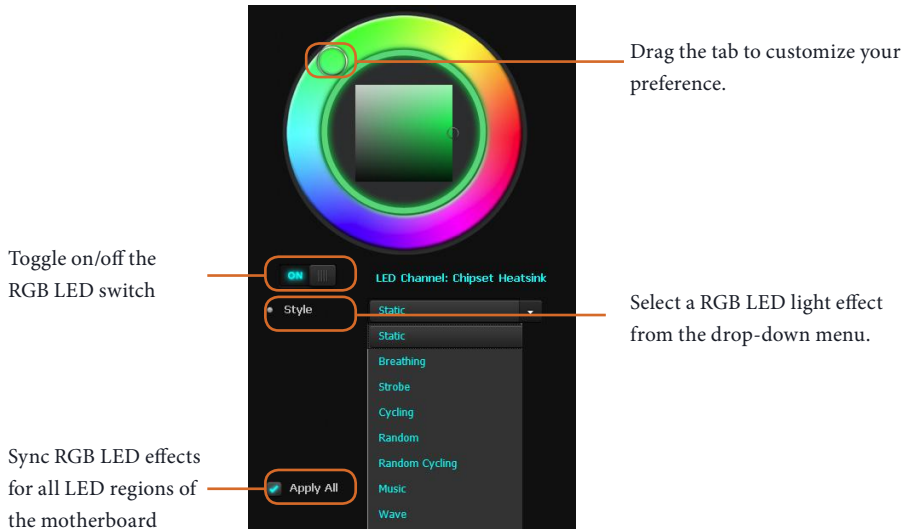 Drag the tab to customize your
preference.
Toggle on/off the
RGB LED switch
ON
LED Channel: Chipset Heatsink
Style
Static
Select a RGB LED light effect
from the drop-down menu.
Static
Breathing
Strobe
Cycling
Random
Random Cycling
Music
Wave
Sync RGB LED effects
for all LED regions of
the motherboard
Apply All